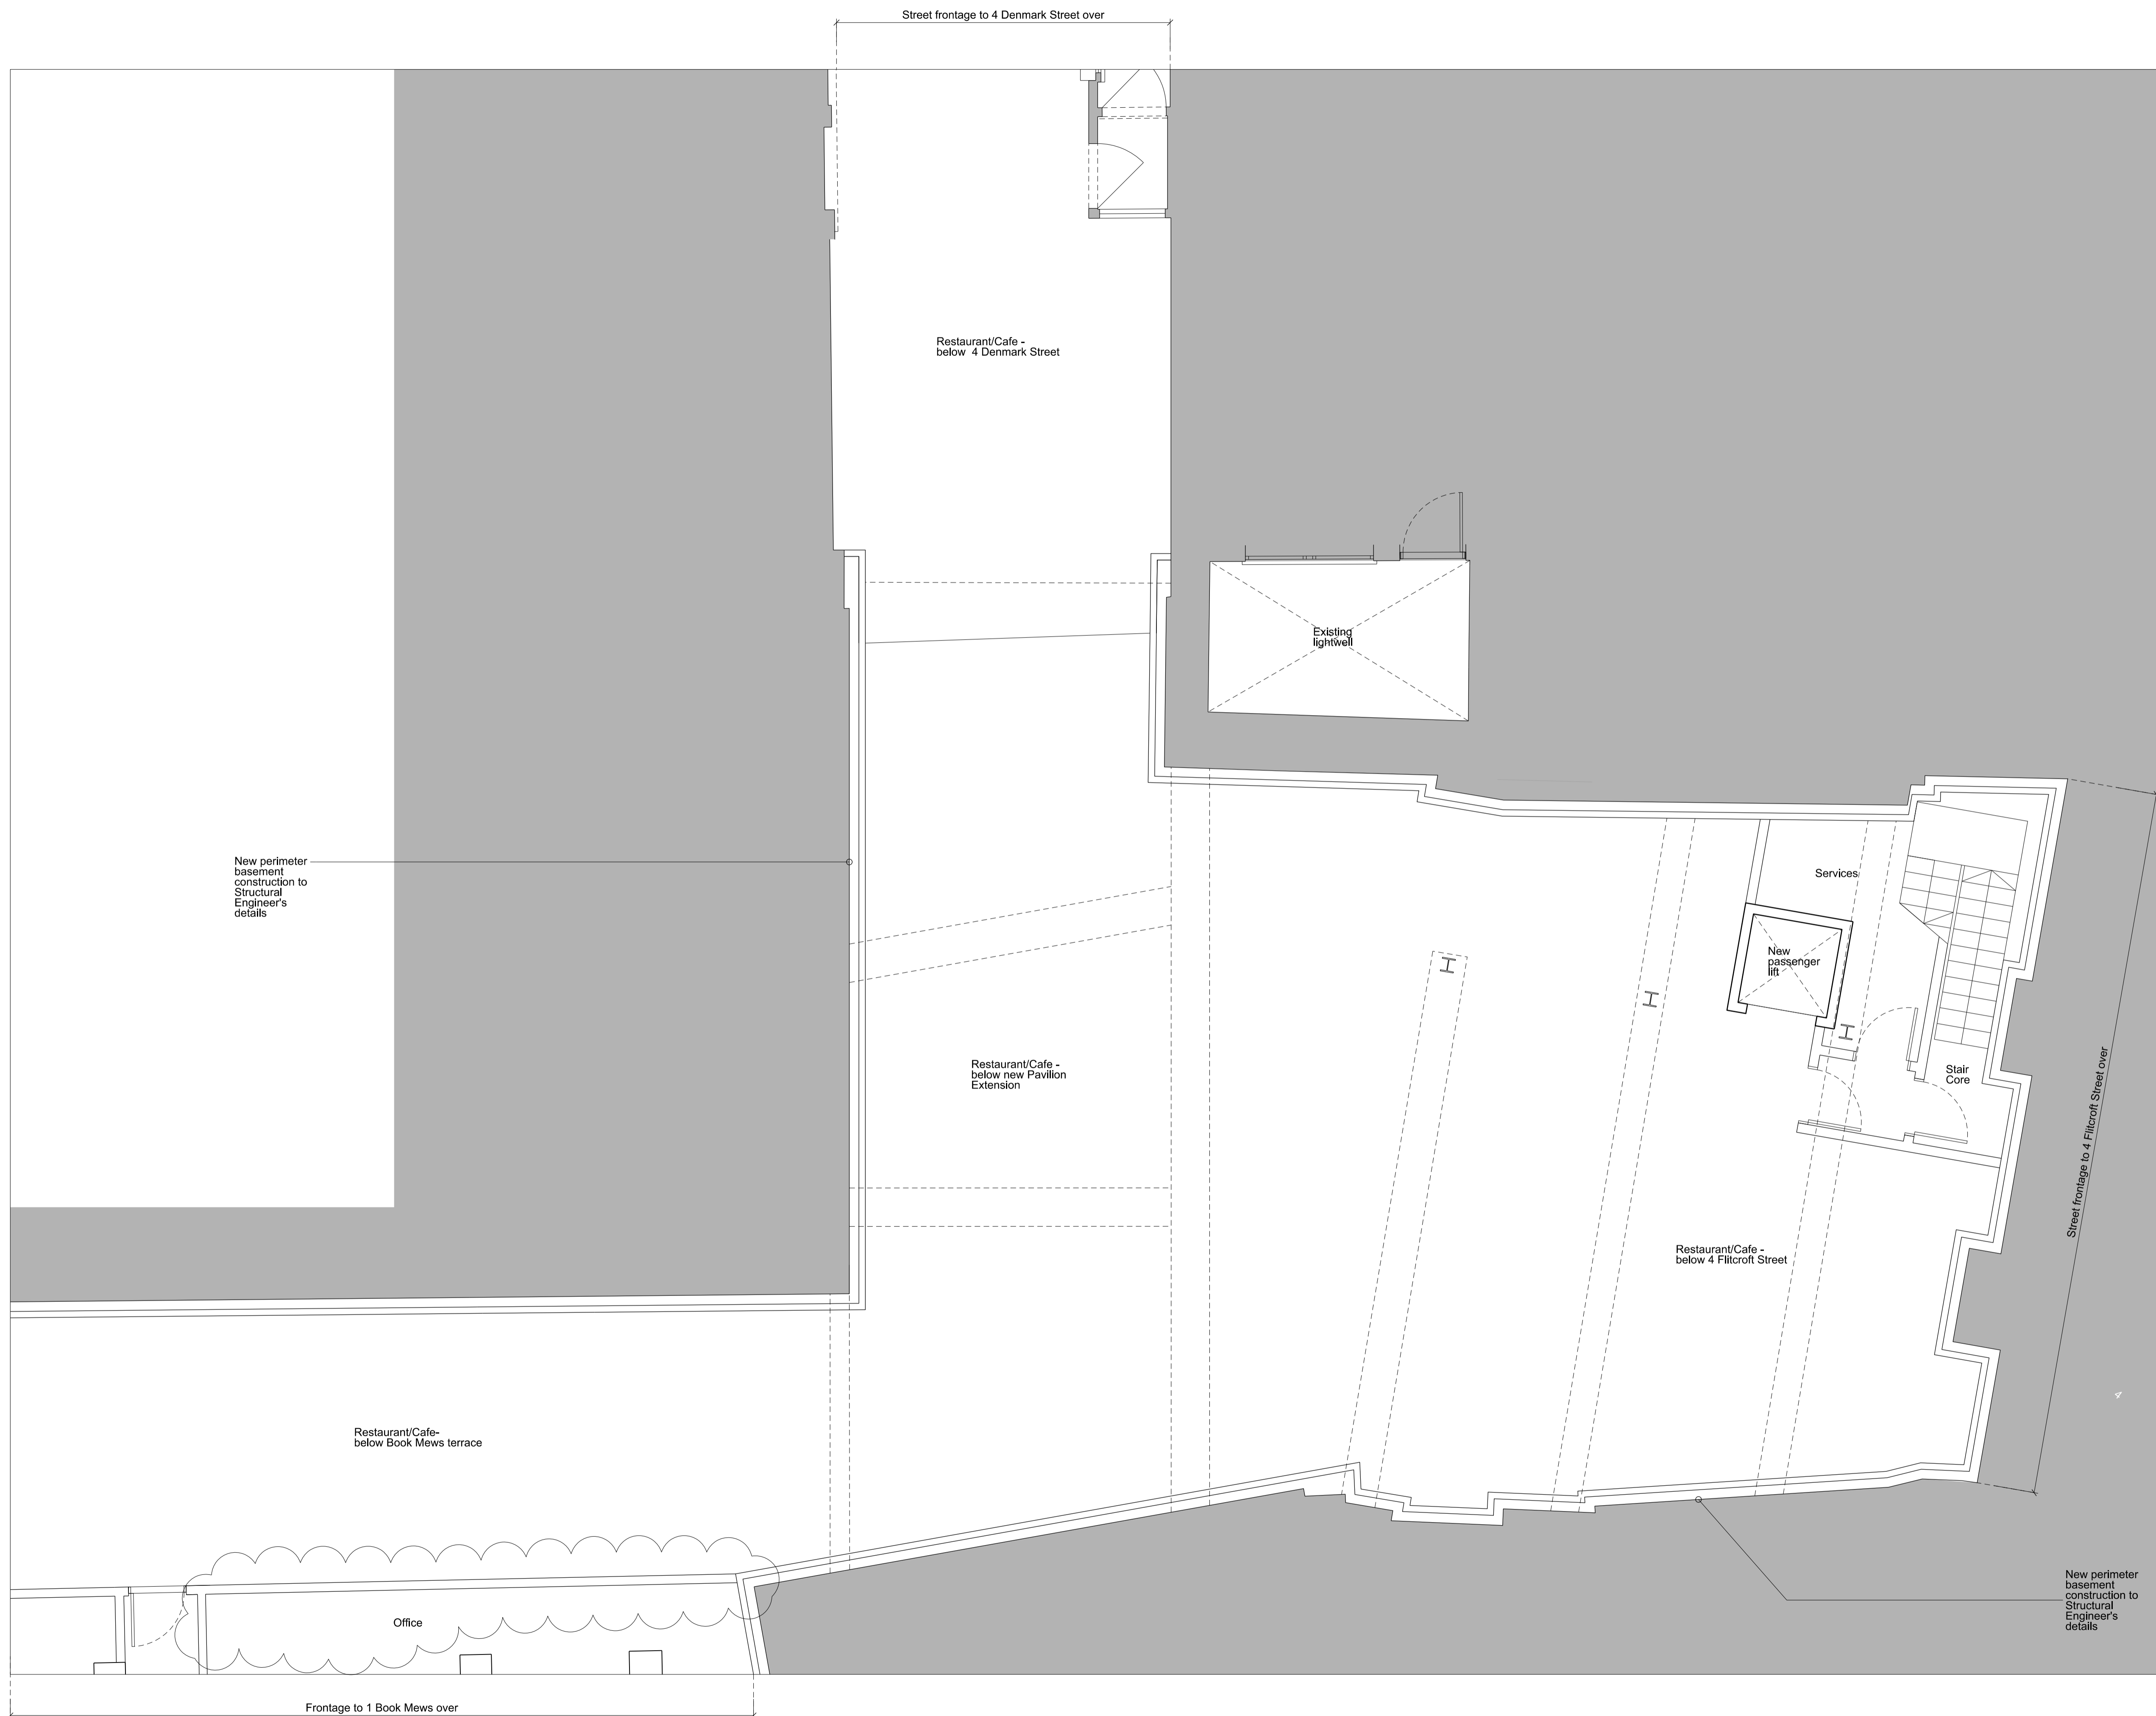 Street frontage to 4 Denmark Street over
Restaurant/Cafe -
below 4 Denmark Street
Existing
lightwell
New perimeter
basement
construction to
Structural
Engineer's
details
Services
New
passenger
lift
Stair
Core
Restaurant/Cafe -
below new Pavilion
Extension
Street frontage to 4 Flitcroft Street over
Restaurant/Cafe -
below 4 Flitcroft Street
Restaurant/Cafe-
below Book Mews terrace
Office
New perimeter
basement
construction to
Structural
Engineer's
details
Frontage to 1 Book Mews over